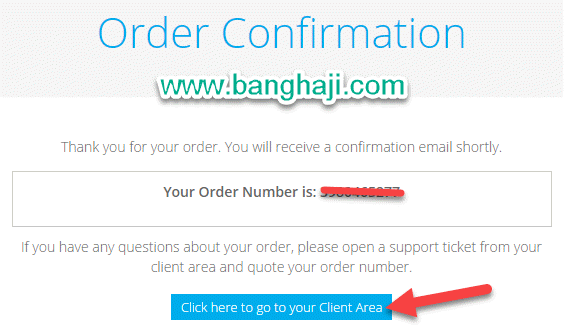 Order Confirmation
www.banghaji.com
Thank you for your order. You will receive a confirmation email shortly.
Your Order Number is:
If you have any questions about your order, please open a support ticket from your
client area and quote your order number.
Click here to go to your Client Area